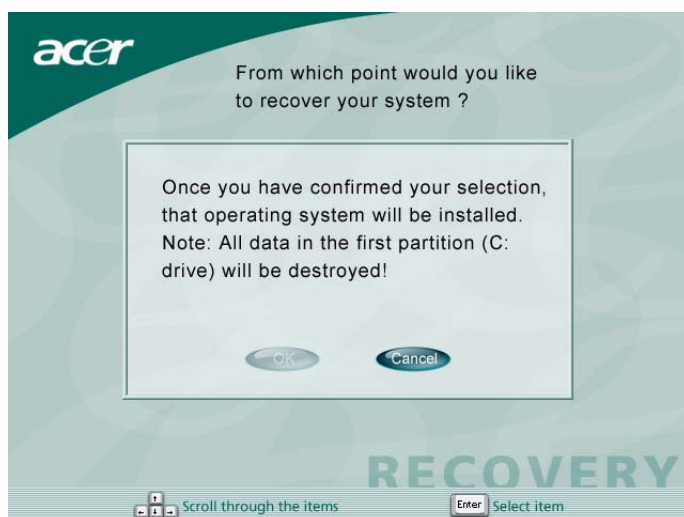 acer
From which point would you like
to recover your system ?
Once you have confirmed your selection,
that operating system will be installed.
Note: All data in the first partition (C:
drive) will be destroyed!
OK Cancel
RECOVERY
Scroll through the items Enter Select item